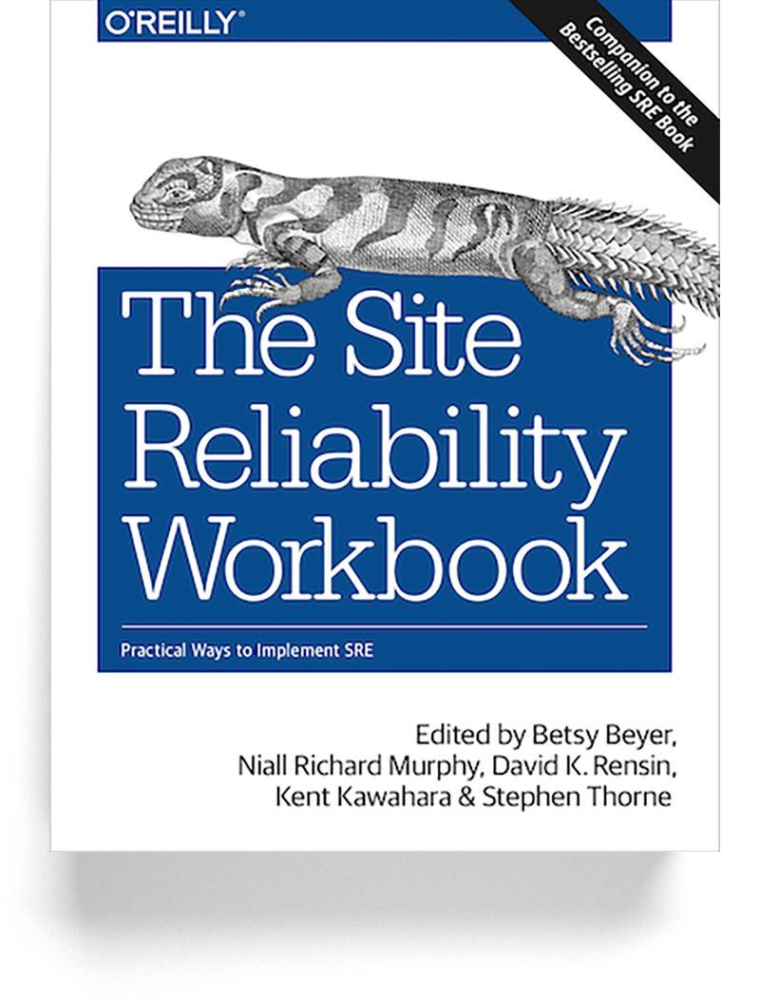 O'REILLY®
Companion to the
Bestselling SRE Book
The Site
Reliability
Workbook
Practical Ways to Implement SRE
Edited by Betsy Beyer,
Niall Richard Murphy, David K. Rensin,
Kent Kawahara & Stephen Thorne